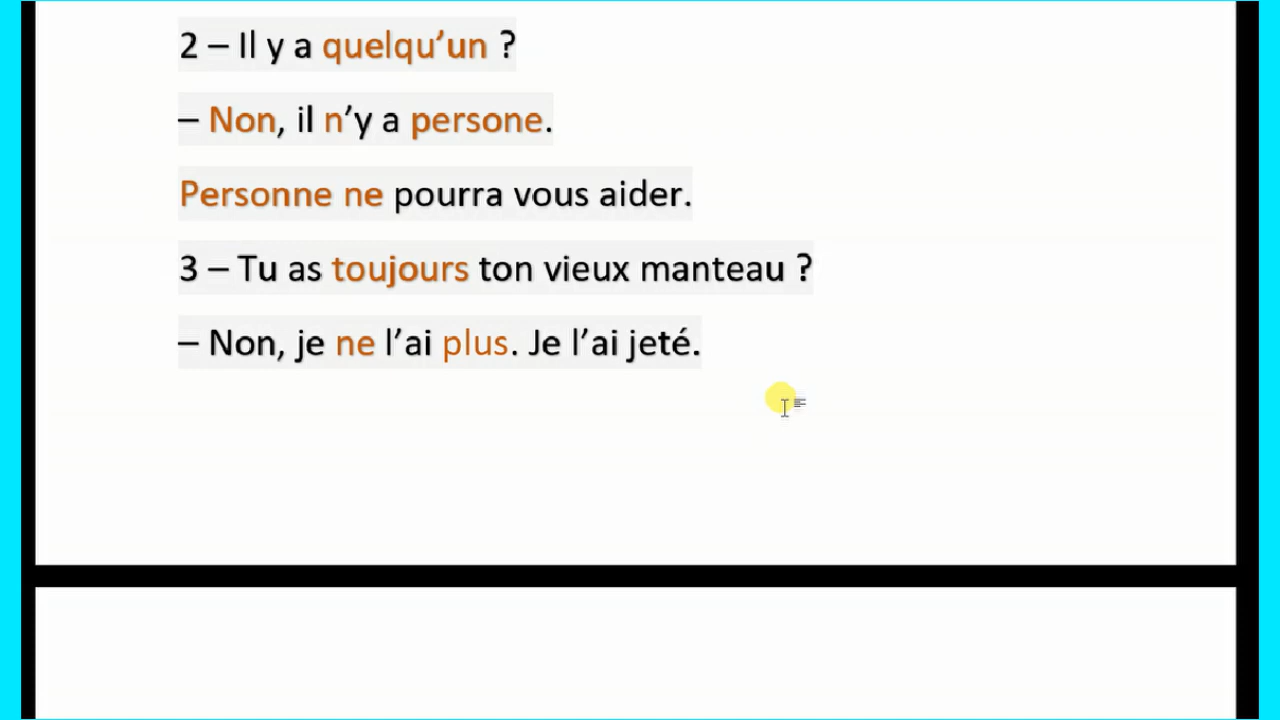 2 – Il y a quelqu’un ?
– Non, il n’y a persone.
Personne ne pourra vous aider.
3 – Tu as toujours ton vieux manteau ?
– Non, je ne l’ai plus. Je l’ai jeté.